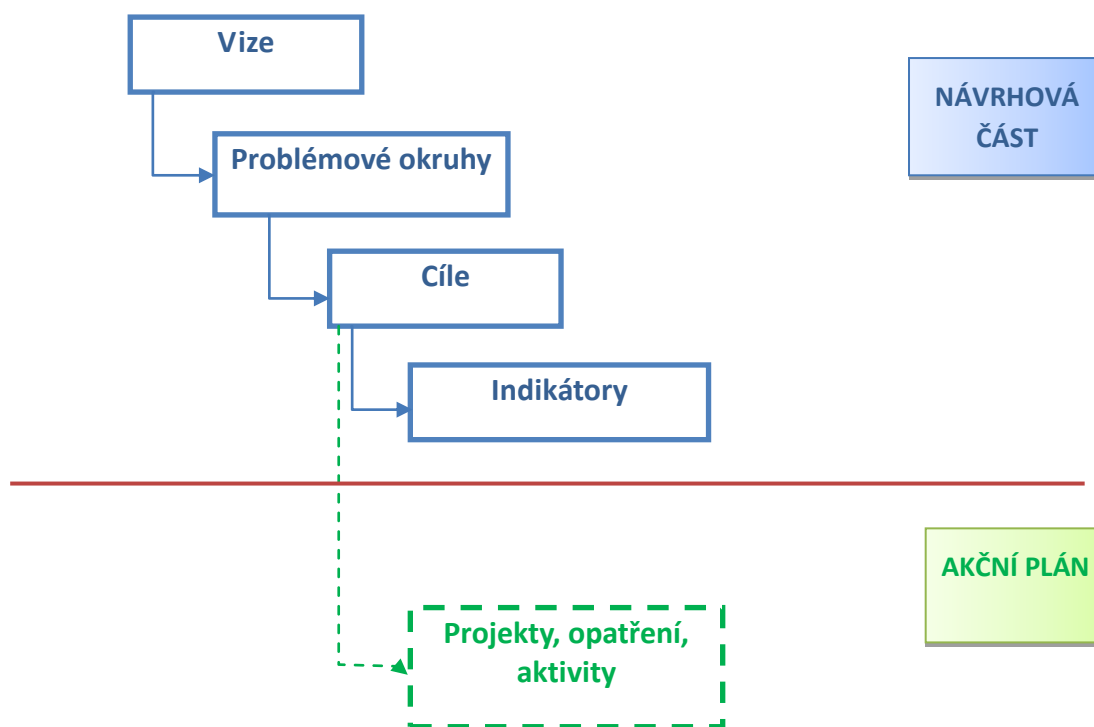 Vize
NÁVRHOVÁ
ČÁST
Problémové okruhy
Cíle
Indikátory
AKČNÍ PLÁN
Projekty, opatření,
aktivity